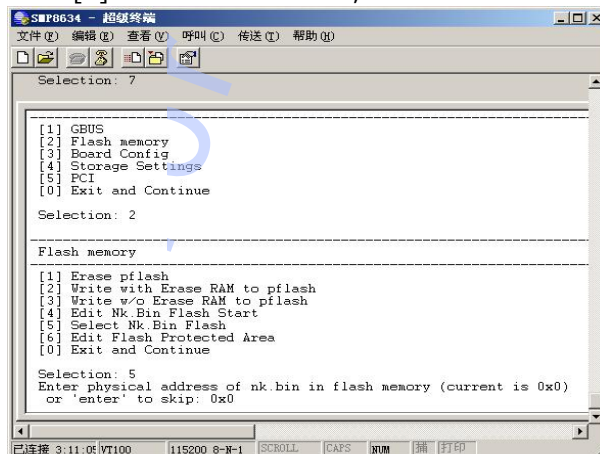 SMP8634 - 超级终端
文件(F) 编辑(E) 查看(V) 呼叫(C) 传送(T) 帮助(H)
Selection: 7
[1] GBUS
[2] Flash memory
[3] Board Config
[4] Storage Settings
[5] PCI
[0] Exit and Continue
Selection: 2
Flash memory
[1] Erase pflash
[2] Write with Erase RAM to pflash
[3] Write w/o Erase RAM to pflash
[4] Edit Nk.Bin Flash Start
[5] Select Nk.Bin Flash
[6] Edit Flash Protected Area
[0] Exit and Continue
Selection: 5
Enter physical address of nk.bin in flash memory (current is 0x0)
or 'enter' to skip: 0x0
已连接 3:11:05 VT100 115200 8-N-1 SCROLL CAPS NUM 捕 打印